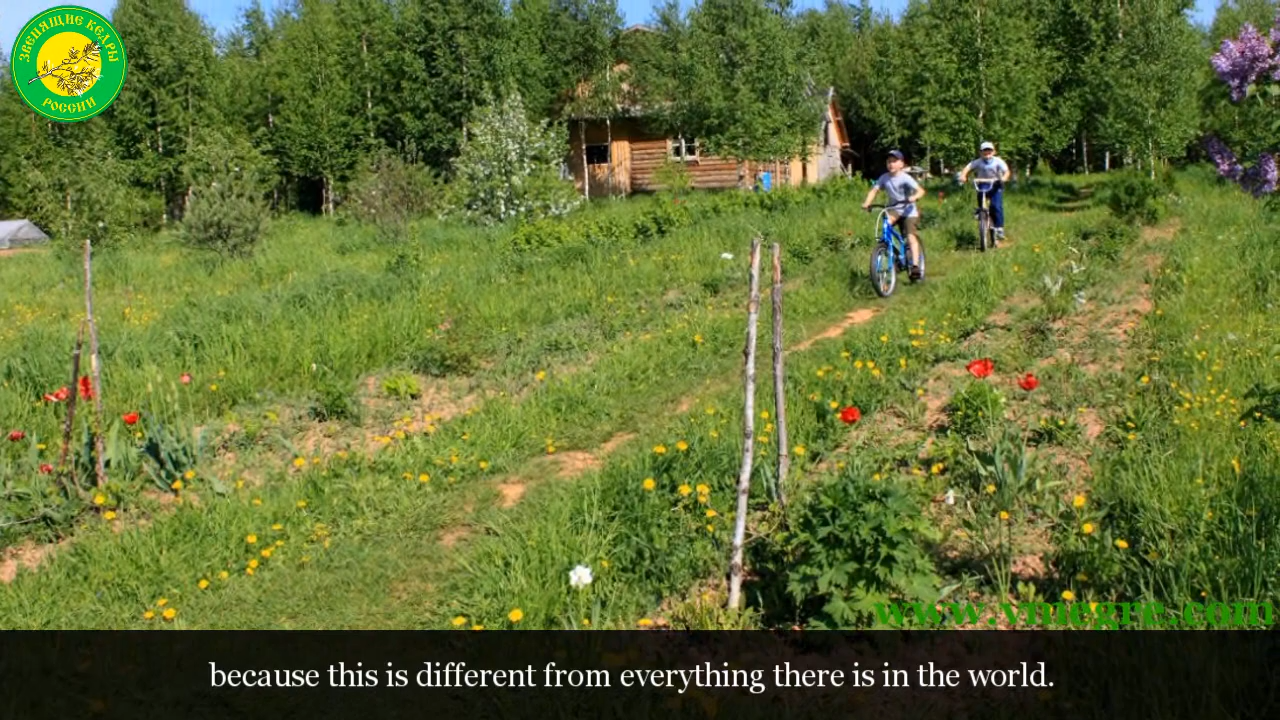 ЗВЕНЯЩИЕ КЕДРЫ
РОССИИ
www.vmegre.com
because this is different from everything there is in the world.